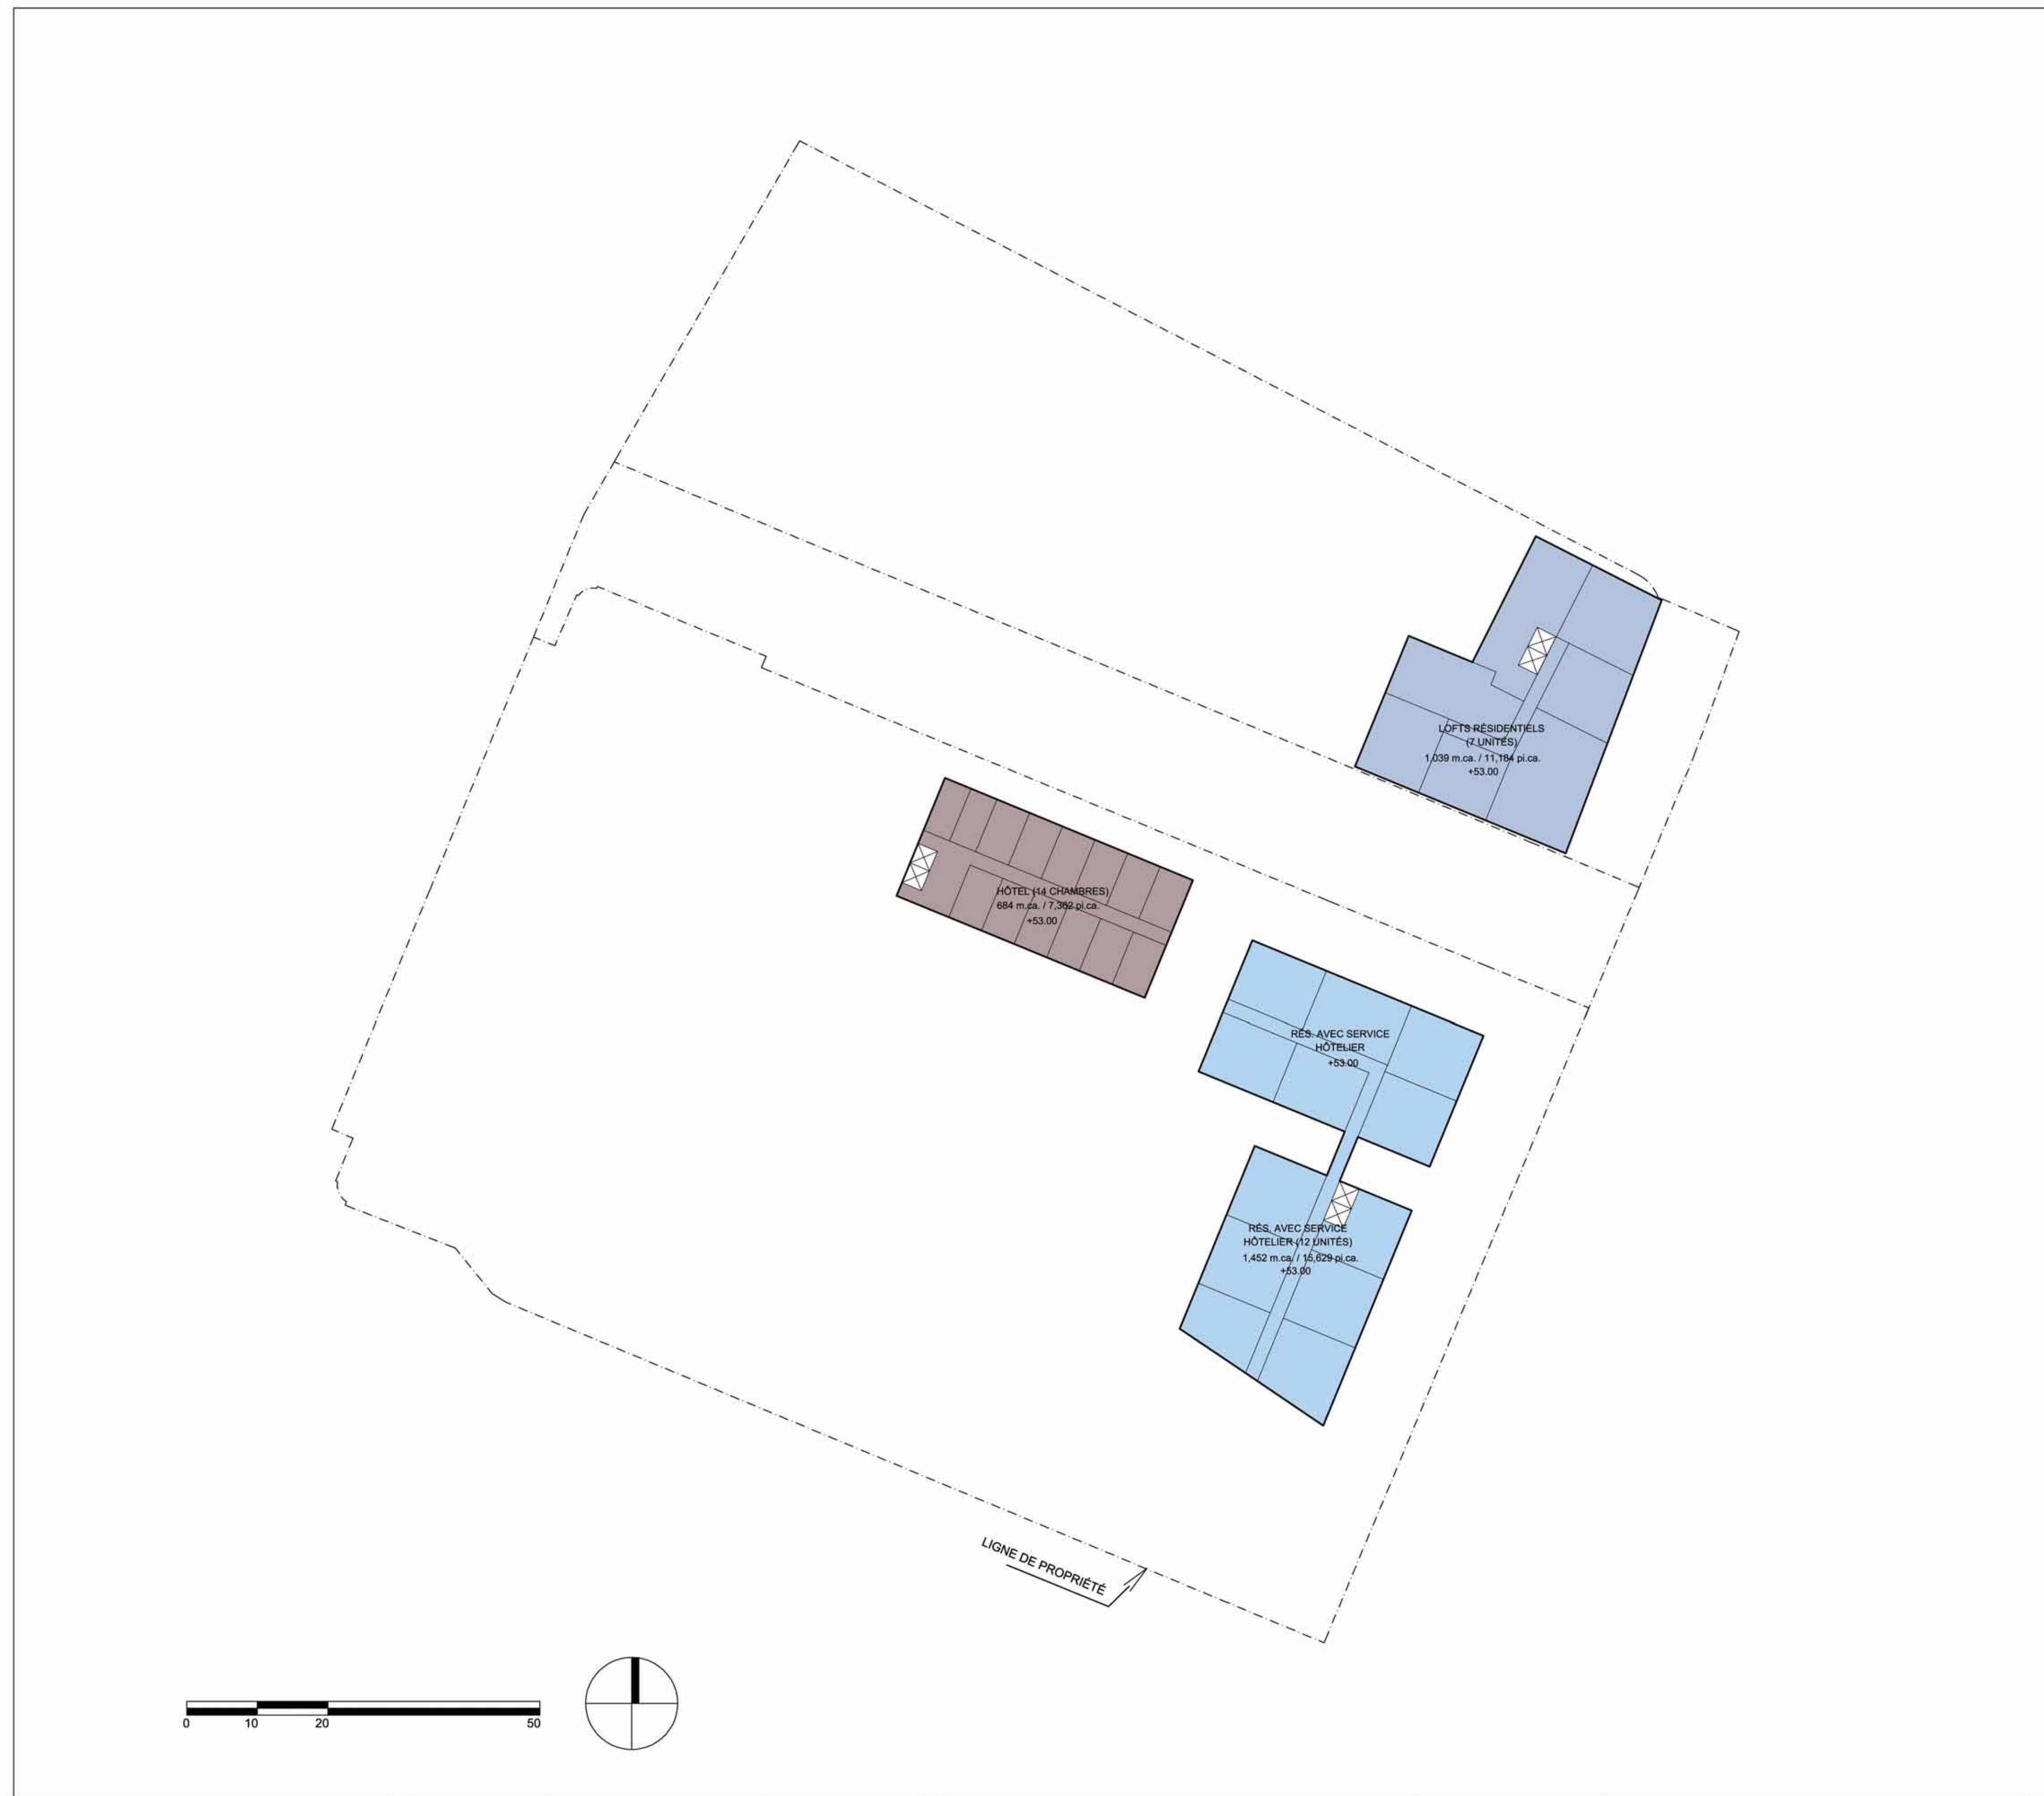 LOFTS RÉSIDENTIELS
(7 UNITÉS)
1,039 m.ca. / 11,184 pi.ca.
+53.00
HÔTEL (14 CHAMBRES)
684 m.ca. / 7,362 pi.ca.
+53.00
RÉS. AVEC SERVICE
HÔTELIER
+53.00
RÉS. AVEC SERVICE
HÔTELIER (12 UNITÉS)
1,452 m.ca. / 15,629 pi.ca.
+53.00
LIGNE DE PROPRIÉTÉ
0 10 20 50